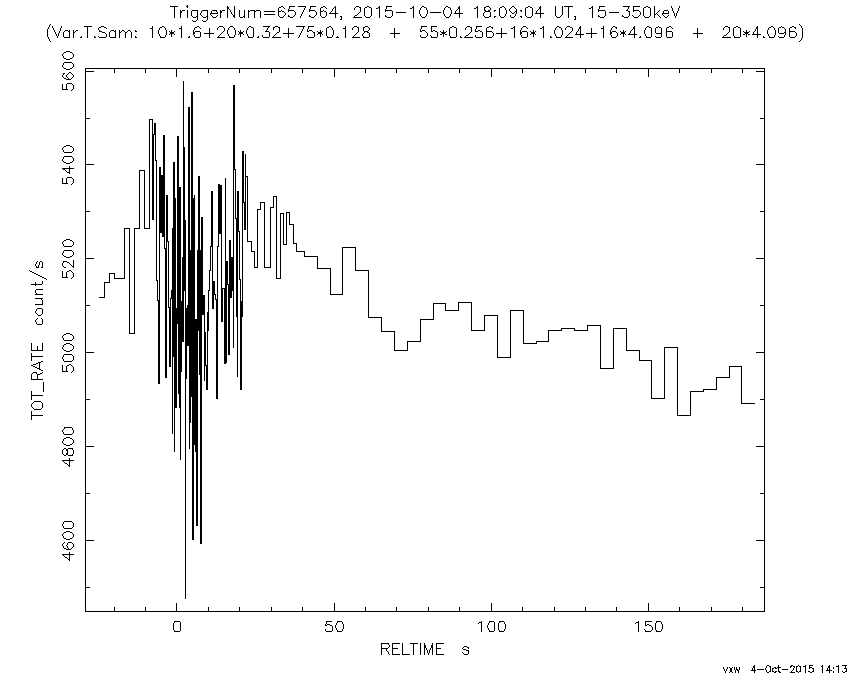 TriggerNum=657564, 2015-10-04 18:09:04 UT, 15-350keV
(Var.T.Sam: 10*1.6+20*0.32+75*0.128 + 55*0.256+16*1.024+16*4.096 + 20*4.096)
5600
5400
5200
5000
4800
4600
TOT_RATE count/s
0 50 100 150
RELTIME s
vxw 4-Oct-2015 14:13